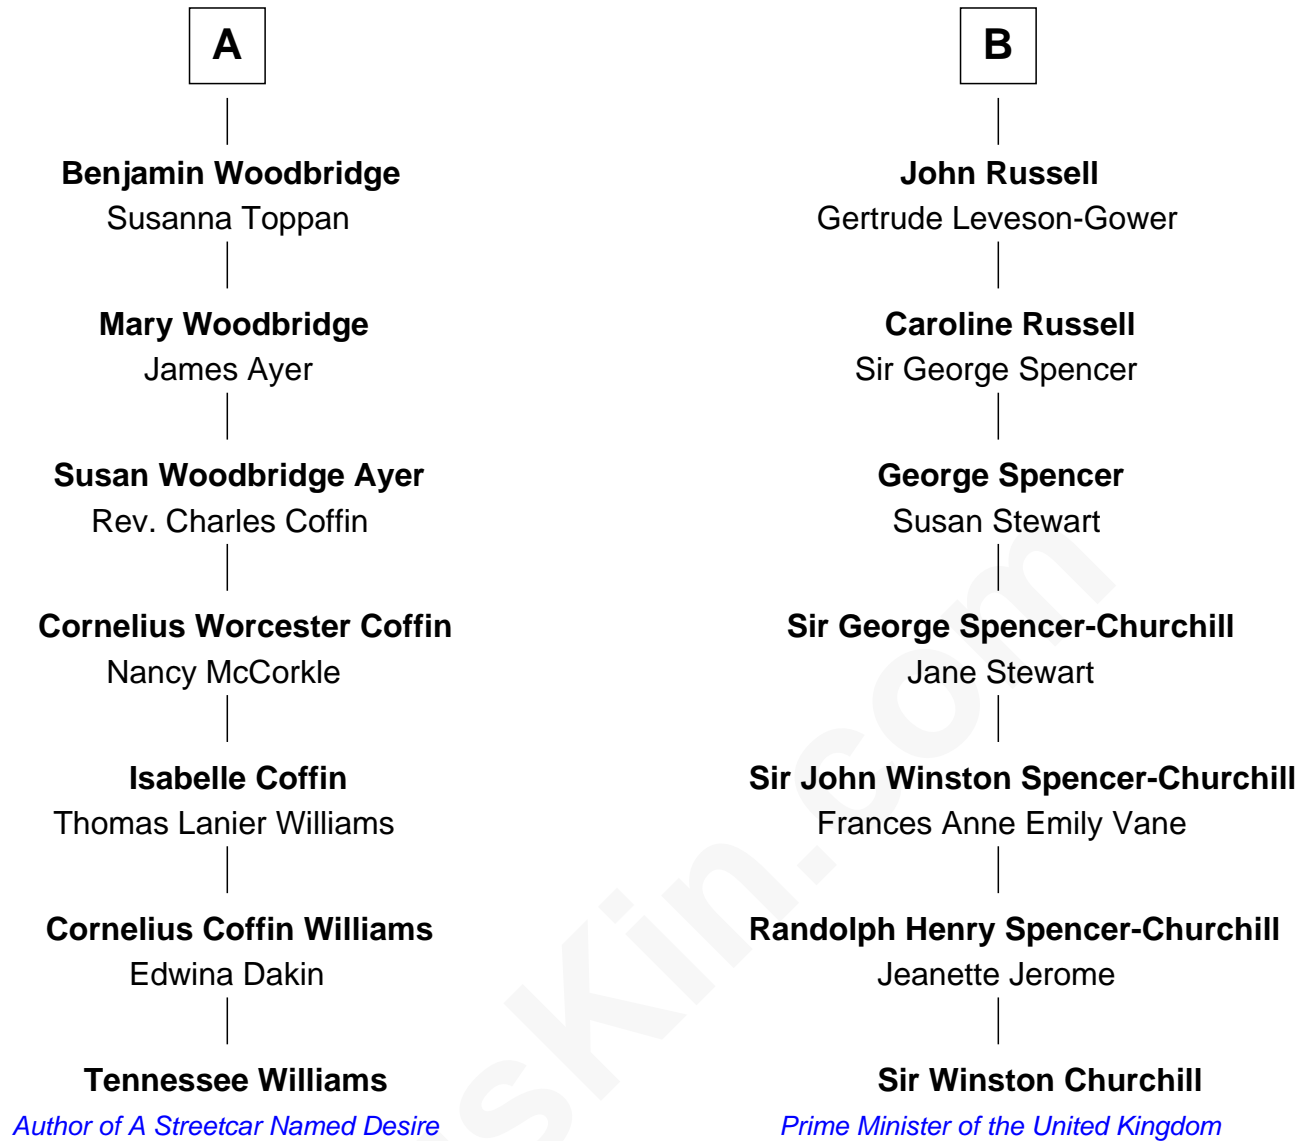 A
Benjamin Woodbridge
Susanna Toppan
Mary Woodbridge
James Ayer
Susan Woodbridge Ayer
Rev. Charles Coffin
Cornelius Worcester Coffin
Nancy McCorkle
Isabelle Coffin
Thomas Lanier Williams
Cornelius Coffin Williams
Edwina Dakin
Tennessee Williams
Author of A Streetcar Named Desire
B
John Russell
Gertrude Leveson-Gower
Caroline Russell
Sir George Spencer
George Spencer
Susan Stewart
Sir George Spencer-Churchill
Jane Stewart
Sir John Winston Spencer-Churchill
Frances Anne Emily Vane
Randolph Henry Spencer-Churchill
Jeanette Jerome
Sir Winston Churchill
Prime Minister of the United Kingdom
sKin.com